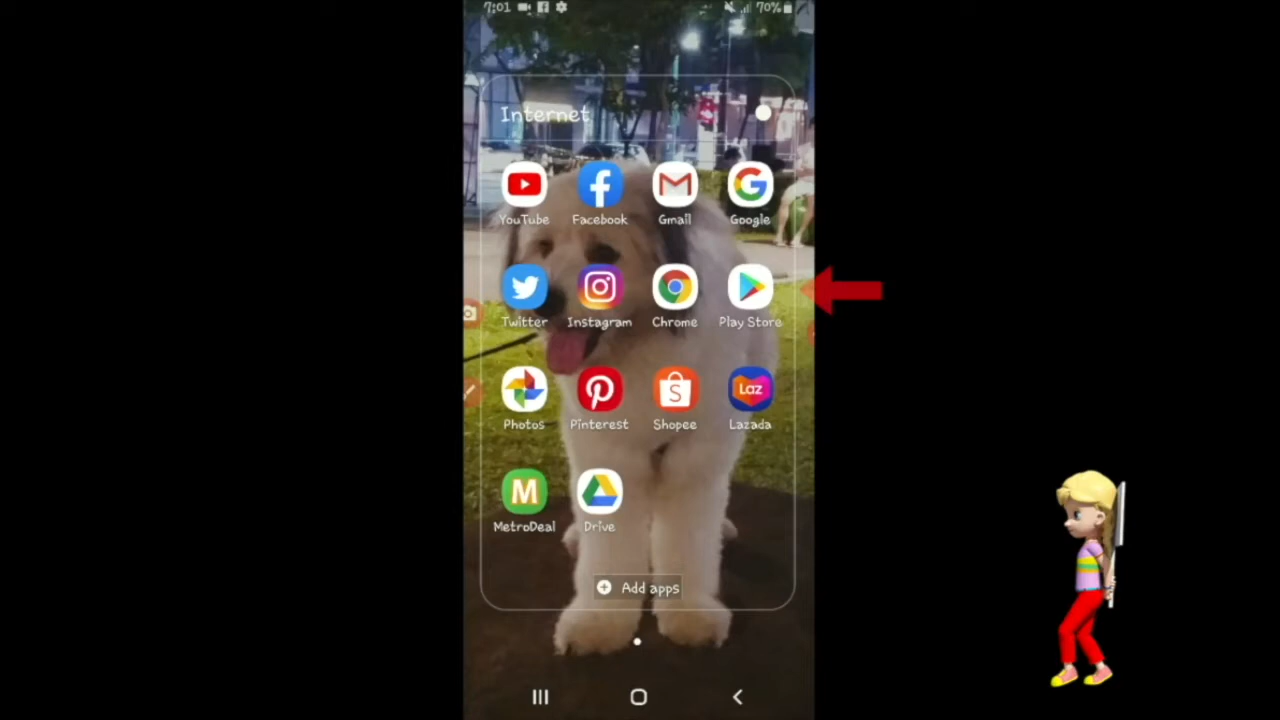 7:01 70%
Internet
YouTube Facebook Gmail Google
Twitter Instagram Chrome Play Store
Laz
Photos Pinterest Shopee Lazada
M
MetroDeal Drive
Add apps